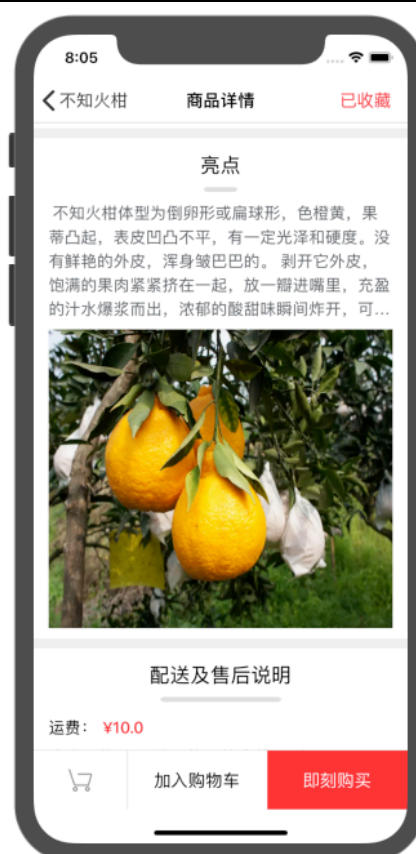 8:05
不知火柑
商品详情
已收藏
亮点
不知火柑体型为倒卵形或扁球形，色橙黄，果
蒂凸起，表皮凹凸不平，有一定光泽和硬度。没
有鲜艳的外皮，浑身皱巴巴的。 剥开它外皮，
饱满的果肉紧紧挤在一起，放一瓣进嘴里，充盈
的汁水爆浆而出，浓郁的酸甜味瞬间炸开，可...
配送及售后说明
运费： ¥10.0
加入购物车
即刻购买